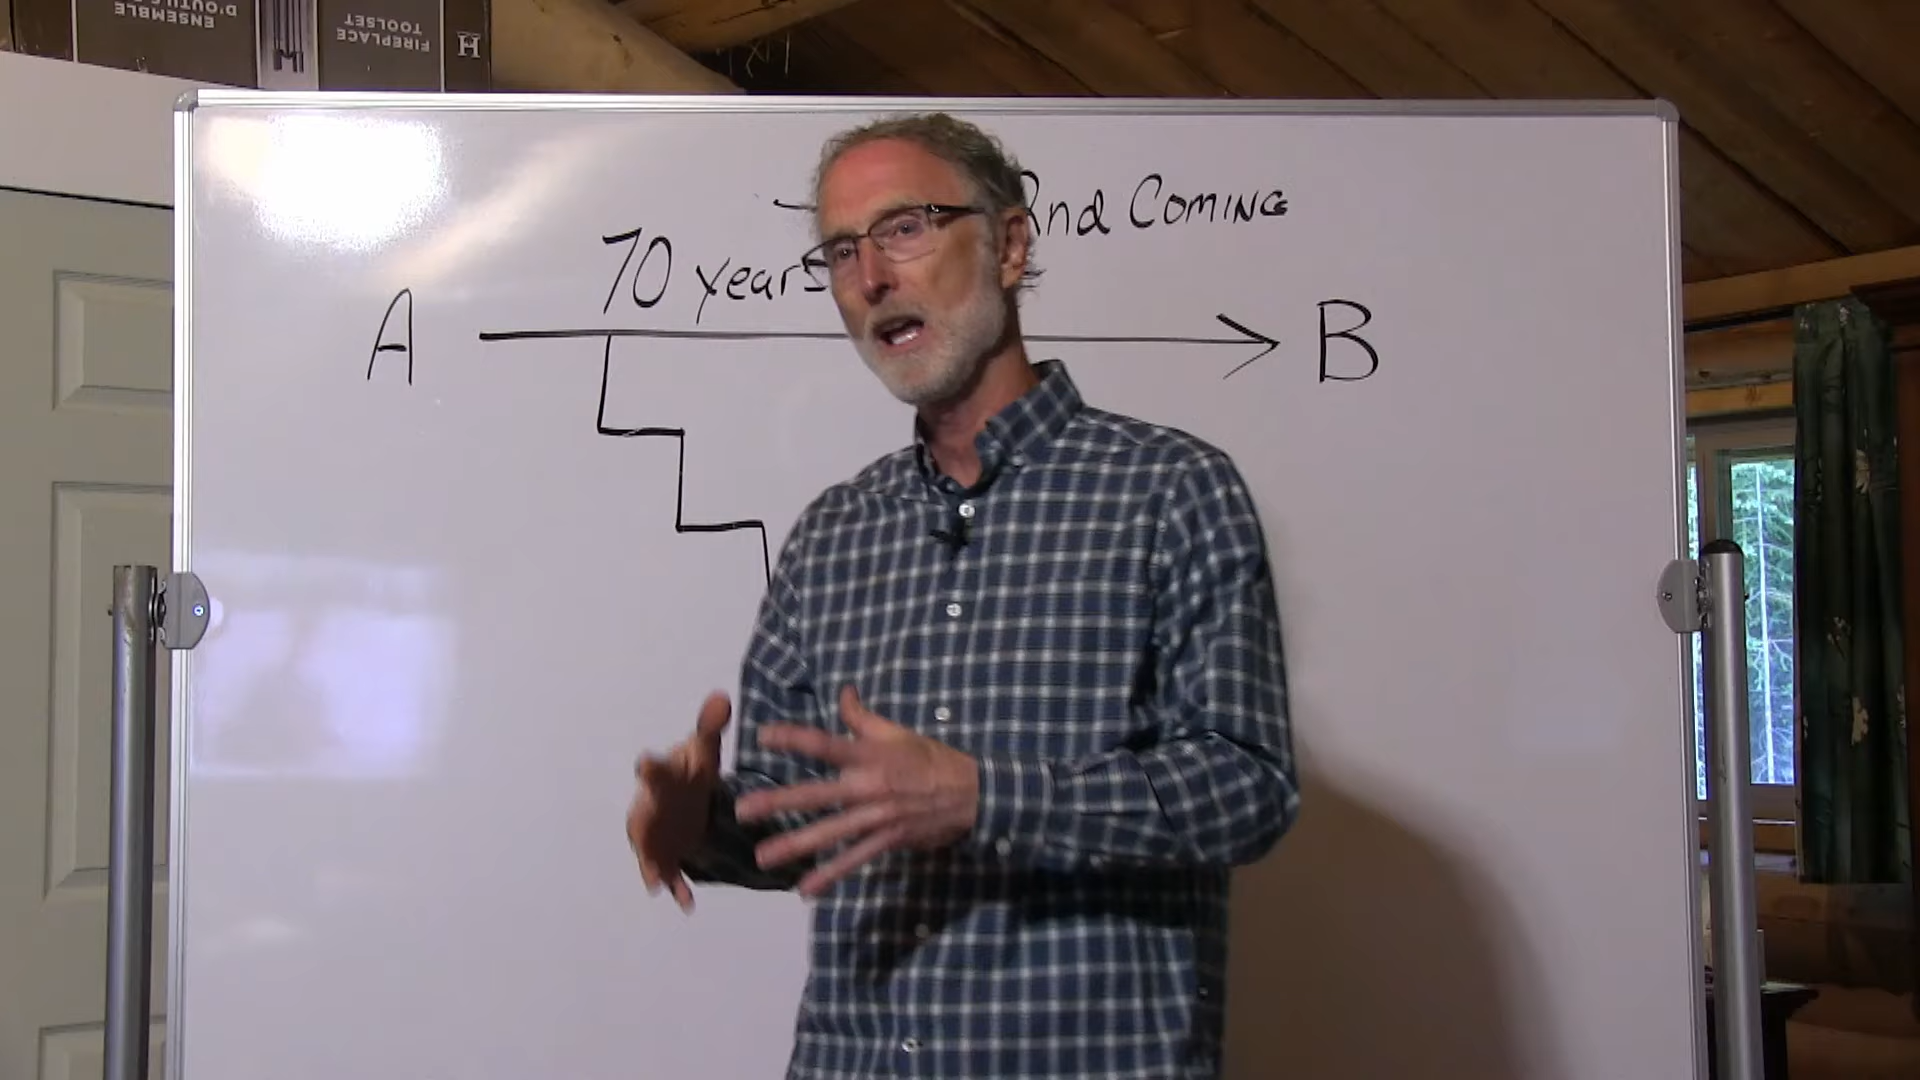 ENSEMBLE
D'OUTILS
FIREPLACE
TOOLSET
H
2nd COMING
70 years
A
B